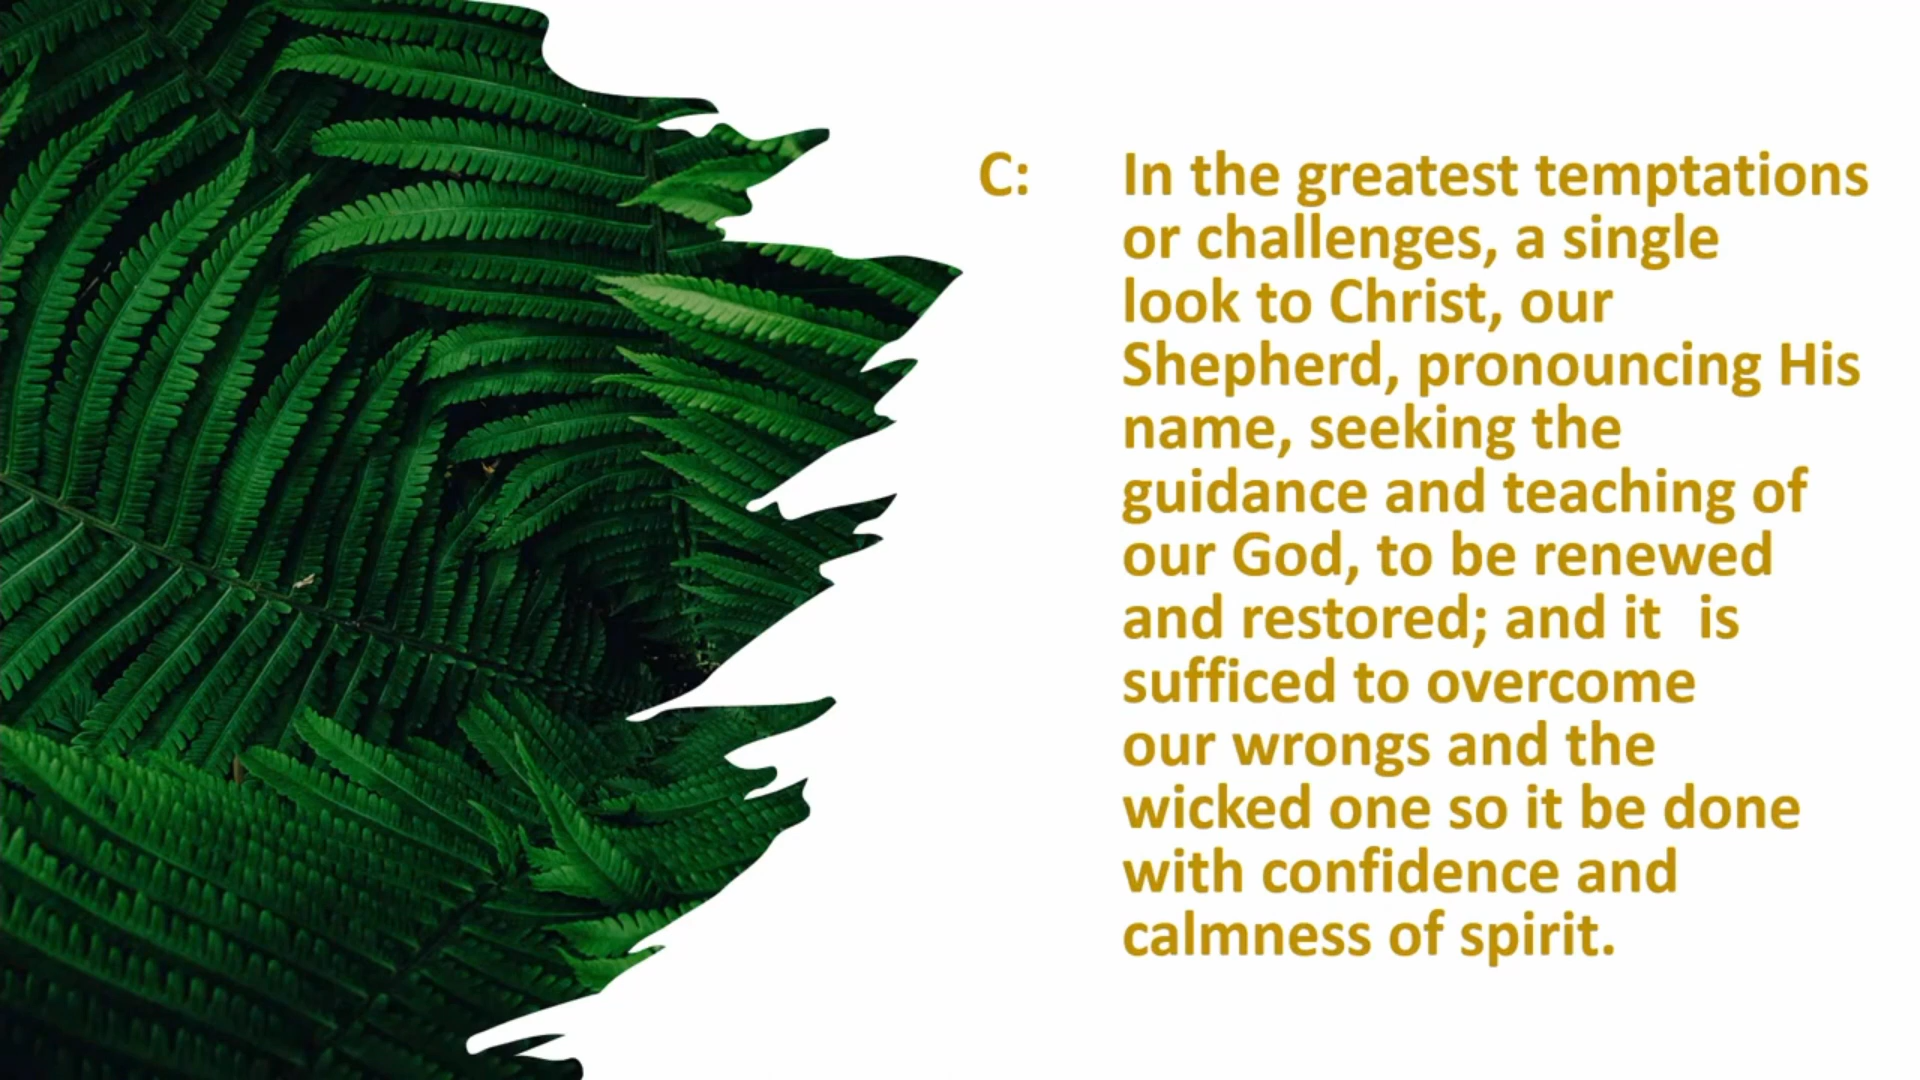 C: In the greatest temptations
or challenges, a single
look to Christ, our
Shepherd, pronouncing His
name, seeking the
guidance and teaching of
our God, to be renewed
and restored; and it is
sufficed to overcome
our wrongs and the
wicked one so it be done
with confidence and
calmness of spirit.